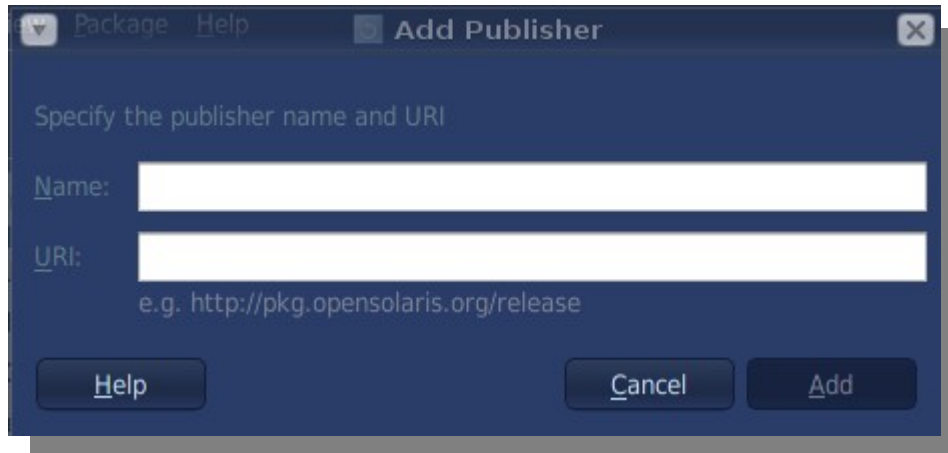 Package Help
Add Publisher
Specify the publisher name and URI
Name:
URI:
e.g. http://pkg.opensolaris.org/release
Help
Cancel
Add